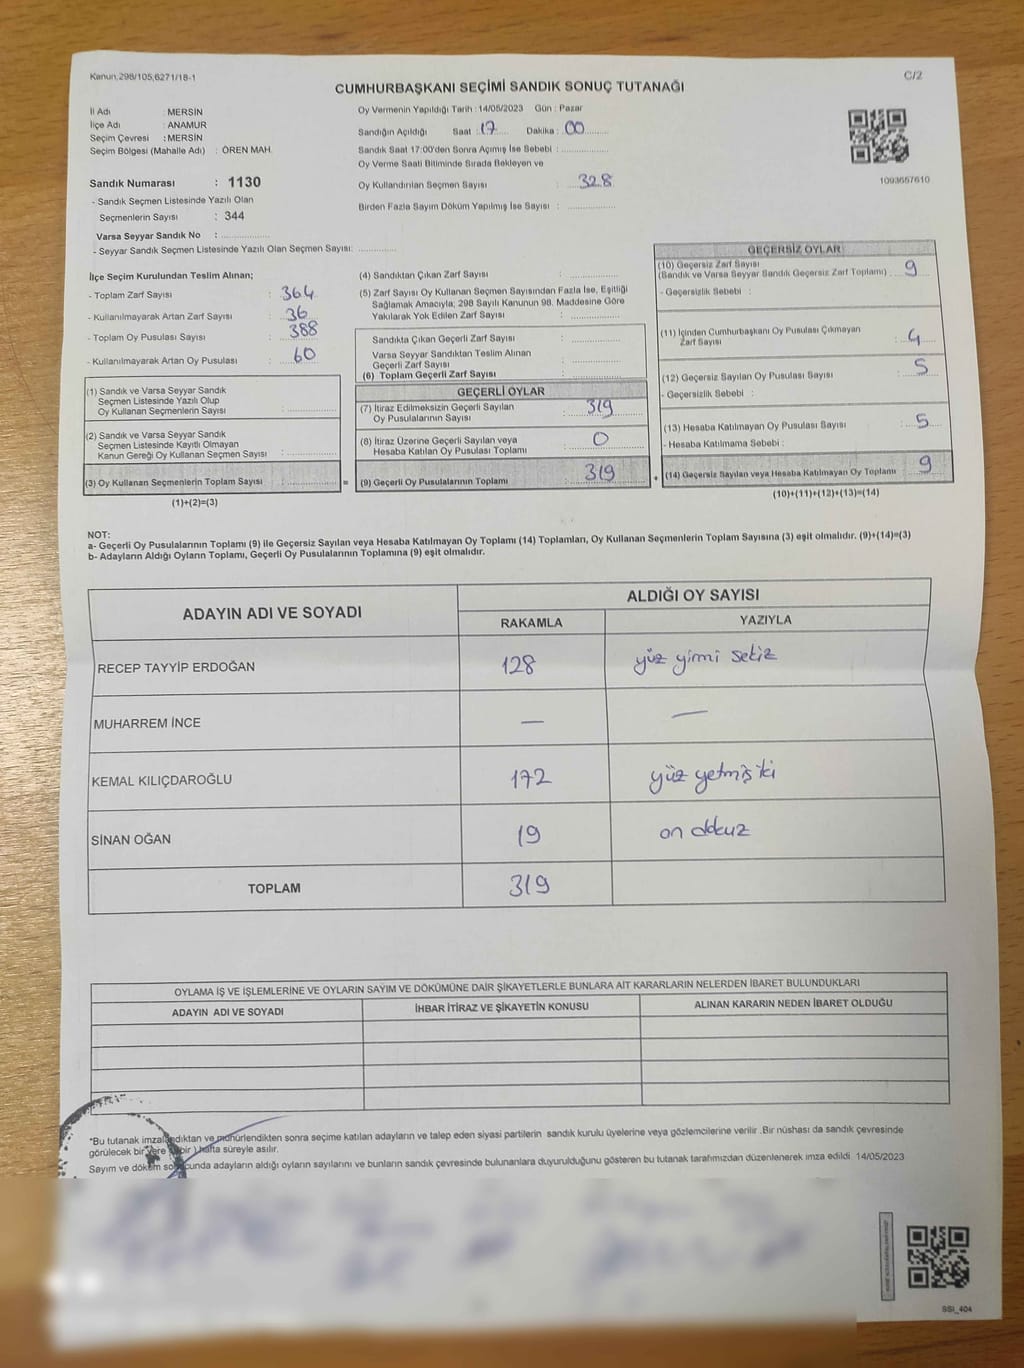 Kanun,298/105,6271/18-1
C/2
CUMHURBAŞKANI SEÇİMİ SANDIK SONUÇ TUTANAĞI
İl Adı : MERSİN
İlçe Adı : ANAMUR
Seçim Çevresi : MERSİN
Seçim Bölgesi (Mahalle Adı) : ÖREN MAH.
Sandık Numarası : 1130
- Sandık Seçmen Listesinde Yazılı Olan
Seçmenlerin Sayısı : 344
Varsa Seyyar Sandık No :
- Seyyar Sandık Seçmen Listesinde Yazılı Olan Seçmen Sayısı:
Oy Vermenin Yapıldığı Tarih : 14/05/2023 Gün : Pazar
Sandığın Açıldığı Saat : 17 Dakika : 00
Sandık Saat 17:00'den Sonra Açımış İse Sebebi :
Oy Verme Saati Bitiminde Sırada Bekleyen ve
Oy Kullandırılan Seçmen Sayısı : 328
Birden Fazla Sayım Döküm Yapılmış İse Sayısı :
1093657610
İlçe Seçim Kurulundan Teslim Alınan;
- Toplam Zarf Sayısı : 364
- Kullanılmayarak Artan Zarf Sayısı : 36
- Toplam Oy Pusulası Sayısı : 388
- Kullanılmayarak Artan Oy Pusulası : 60
(1) Sandık ve Varsa Seyyar Sandık
Seçmen Listesinde Yazılı Olup
Oy Kullanan Seçmenlerin Sayısı :
(2) Sandık ve Varsa Seyyar Sandık
Seçmen Listesinde Kayıtlı Olmayan
Kanun Gereği Oy Kullanan Seçmen Sayısı :
(3) Oy Kullanan Seçmenlerin Toplam Sayısı :
=
(1)+(2)=(3)
(4) Sandıktan Çıkan Zarf Sayısı :
(5) Zarf Sayısı Oy Kullanan Seçmen Sayısından Fazla İse, Eşitliği
Sağlamak Amacıyla; 298 Sayılı Kanunun 98. Maddesine Göre
Yakılarak Yok Edilen Zarf Sayısı :
Sandıkta Çıkan Geçerli Zarf Sayısı :
Varsa Seyyar Sandıktan Teslim Alınan
Geçerli Zarf Sayısı :
(6) Toplam Geçerli Zarf Sayısı :
GEÇERLİ OYLAR
(7) İtiraz Edilmeksizin Geçerli Sayılan
Oy Pusulalarının Sayısı : 319
(8) İtiraz Üzerine Geçerli Sayılan veya
Hesaba Katılan Oy Pusulası Toplamı : 0
(9) Geçerli Oy Pusulalarının Toplamı : 319
+
GEÇERSİZ OYLAR
(10) Geçersiz Zarf Sayısı
(Sandık ve Varsa Seyyar Sandık Geçersiz Zarf Toplamı) : 9
- Geçersizlik Sebebi :
(11) İçinden Cumhurbaşkanı Oy Pusulası Çıkmayan
Zarf Sayısı : 4
(12) Geçersiz Sayılan Oy Pusulası Sayısı : 5
- Geçersizlik Sebebi :
(13) Hesaba Katılmayan Oy Pusulası Sayısı : 5
- Hesaba Katılmama Sebebi :
(14) Geçersiz Sayılan veya Hesaba Katılmayan Oy Toplamı 9
(10)+(11)+(12)+(13)=(14)
NOT:
a- Geçerli Oy Pusulalarının Toplamı (9) ile Geçersiz Sayılan veya Hesaba Katılmayan Oy Toplamı (14) Toplamları, Oy Kullanan Seçmenlerin Toplam Sayısına (3) eşit olmalıdır. (9)+(14)=(3)
b- Adayların Aldığı Oyların Toplamı, Geçerli Oy Pusulalarının Toplamına (9) eşit olmalıdır.
ADAYIN ADI VE SOYADI
ALDIĞI OY SAYISI
RAKAMLA YAZIYLA
RECEP TAYYİP ERDOĞAN 128 yüz yirmi sekiz
MUHARREM İNCE — —
KEMAL KILIÇDAROĞLU 172 yüz yetmiş iki
SİNAN OĞAN 19 on dokuz
TOPLAM 319
OYLAMA İŞ VE İŞLEMLERİNE VE OYLARIN SAYIM VE DÖKÜMÜNE DAİR ŞİKAYETLERLE BUNLARA AİT KARARLARIN NELERDEN İBARET BULUNDUKLARI
ADAYIN ADI VE SOYADI İHBAR İTİRAZ VE ŞİKAYETİN KONUSU ALINAN KARARIN NEDEN İBARET OLDUĞU
*Bu tutanak imzalandıktan ve mühürlendikten sonra seçime katılan adayların ve talep eden siyasi partilerin sandık kurulu üyelerine veya gözlemcilerine verilir .Bir nüshası da sandık çevresinde
görülecek bir yere (bir) hafta süreyle asılır.
Sayım ve döküm sonucunda adayların aldığı oyların sayılarını ve bunların sandık çevresinde bulunanlara duyurulduğunu gösteren bu tutanak tarafımızdan düzenlenerek imza edildi 14/05/2023
SSI_404